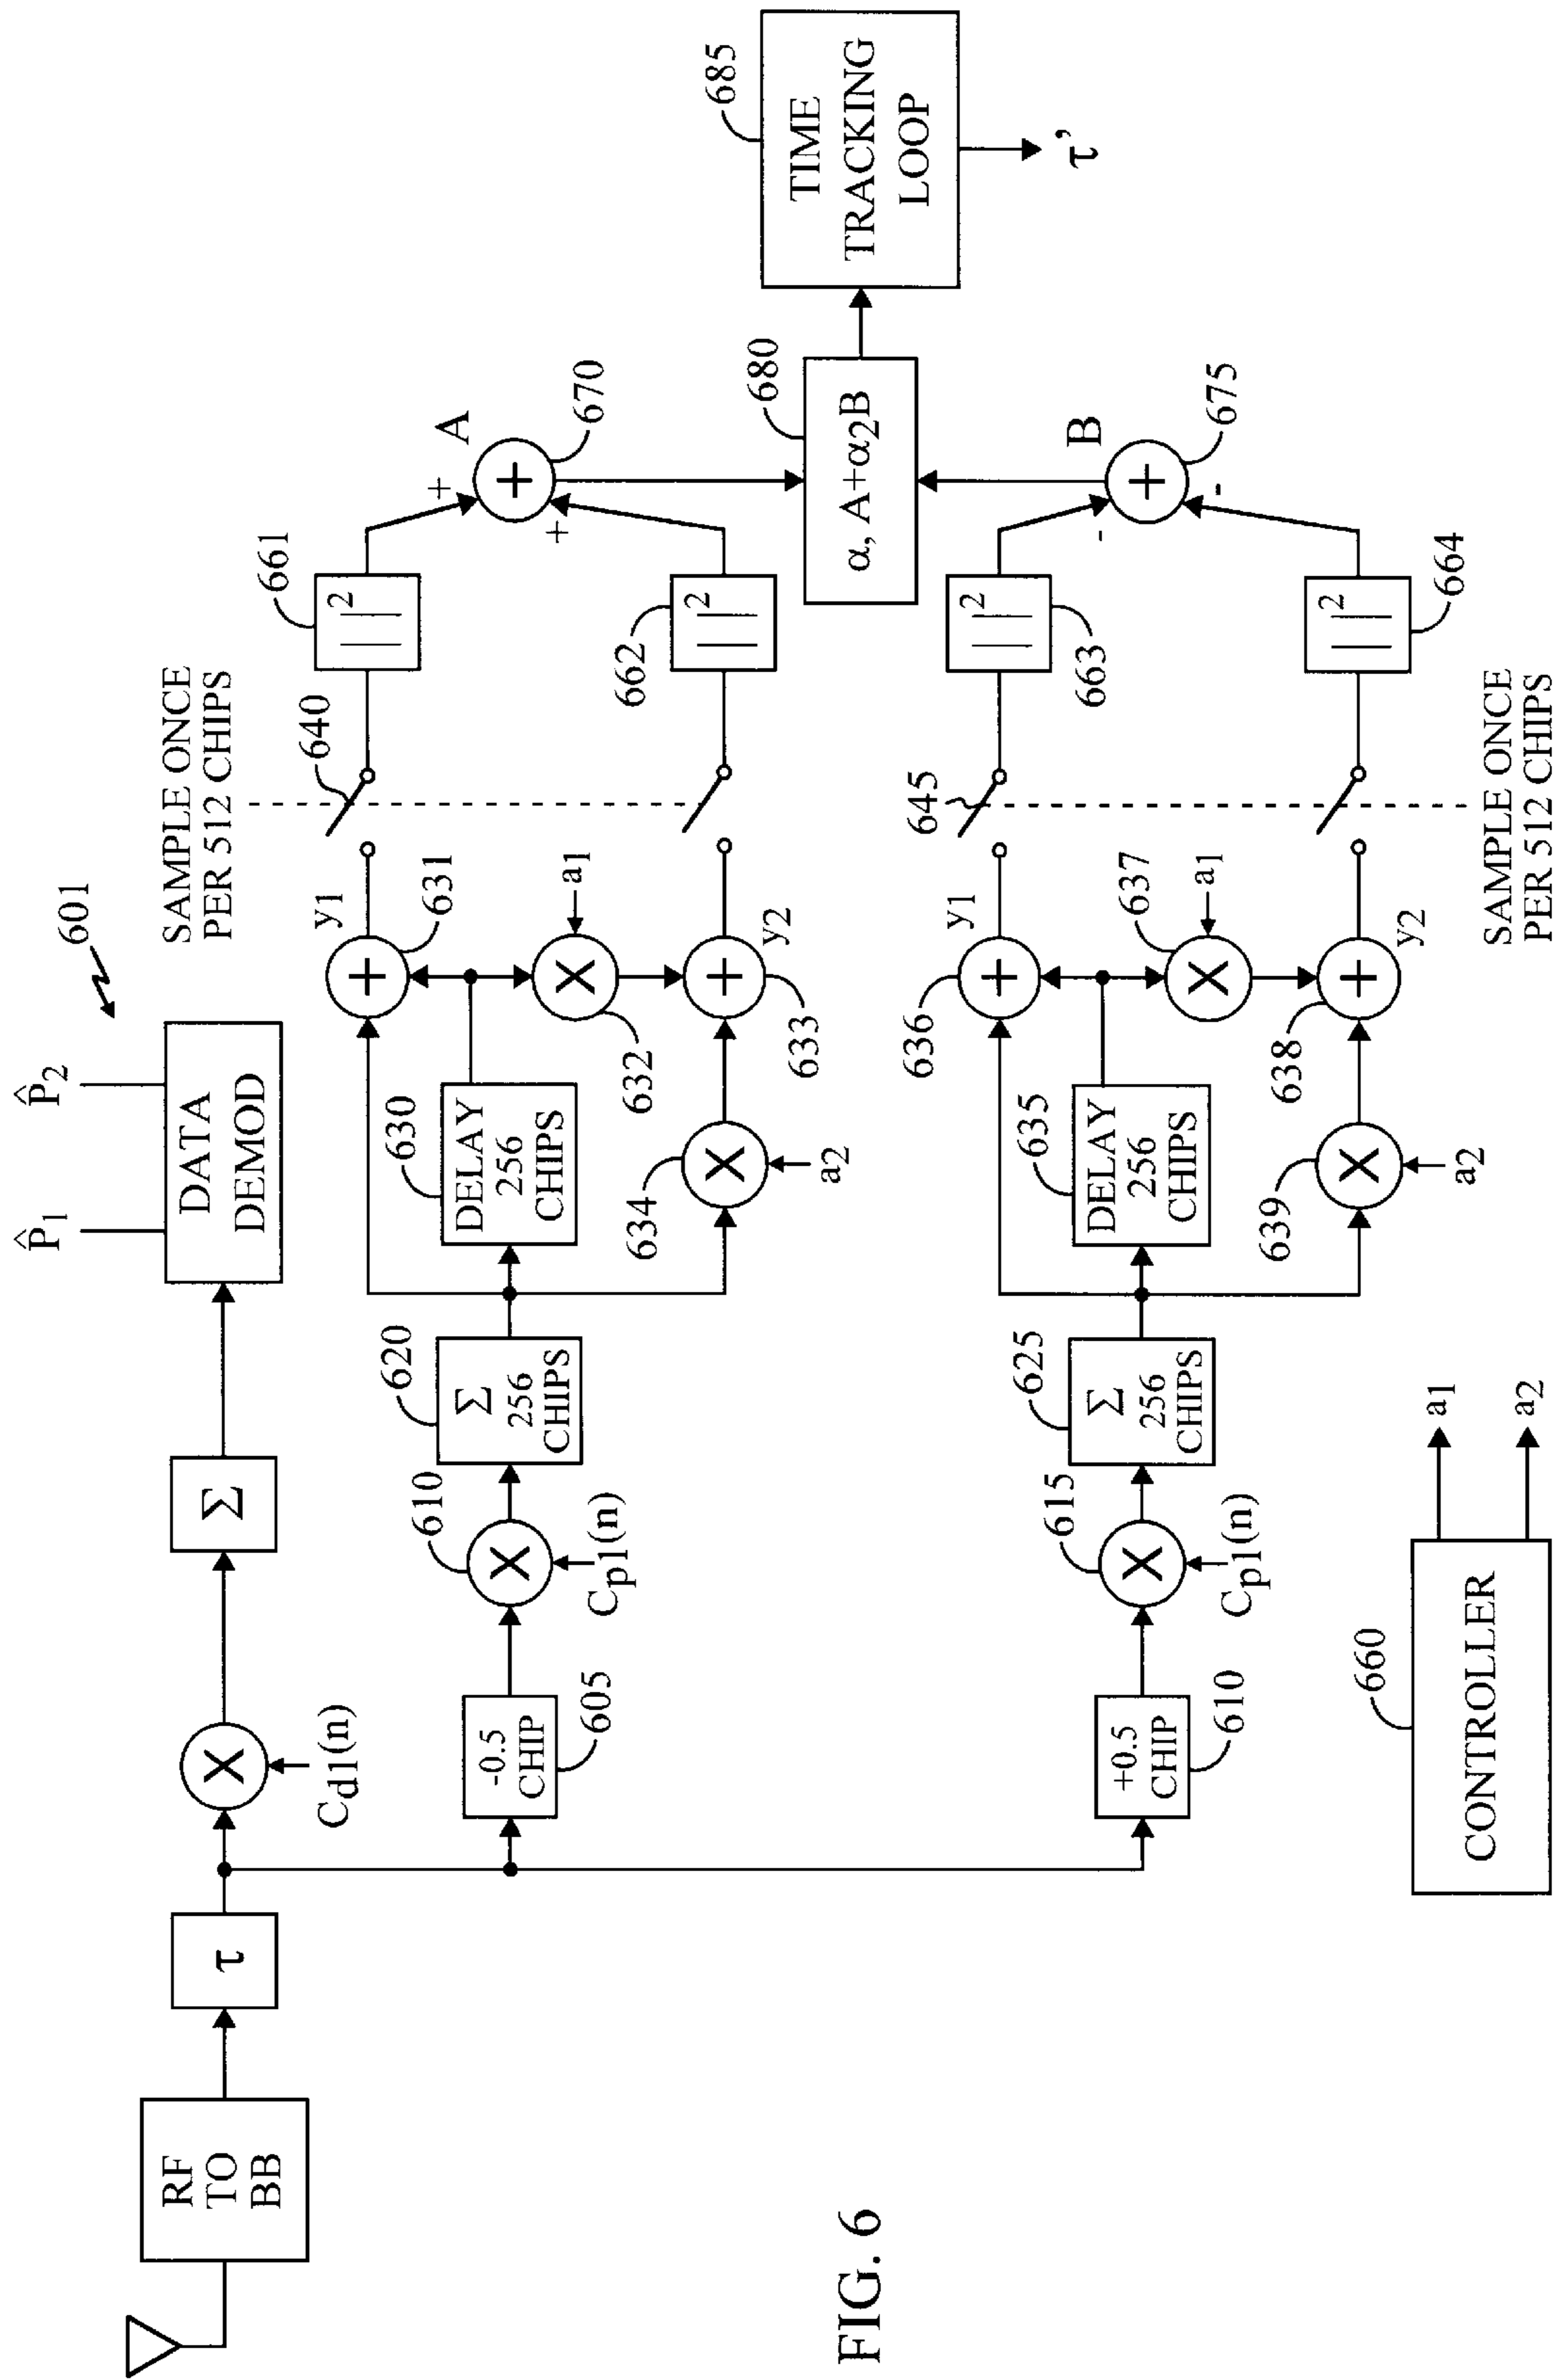 601
P̂1
P̂2
DATA
DEMOD
Σ
Cd1(n)
τ
RF
TO
BB
SAMPLE ONCE
PER 512 CHIPS
640
661
| |2
y1
631
a1
632
630
DELAY
256
CHIPS
620
Σ
256
CHIPS
610
Cp1(n)
-0.5
CHIP
605
634
a2
633
y2
662
| |2
A
+
+
670
680
α, A+α2B
685
TIME
TRACKING
LOOP
τ'
B
-
-
675
645
663
| |2
y1
636
a1
637
635
DELAY
256
CHIPS
625
Σ
256
CHIPS
615
Cp1(n)
+0.5
CHIP
610
639
a2
638
y2
664
| |2
SAMPLE ONCE
PER 512 CHIPS
660
CONTROLLER
a1
a2
FIG. 6